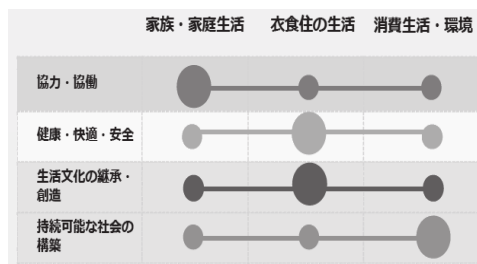 家族・家庭生活 衣食住の生活 消費生活・環境
協力・協働
健康・快適・安全
生活文化の継承・
創造
持続可能な社会の
構築